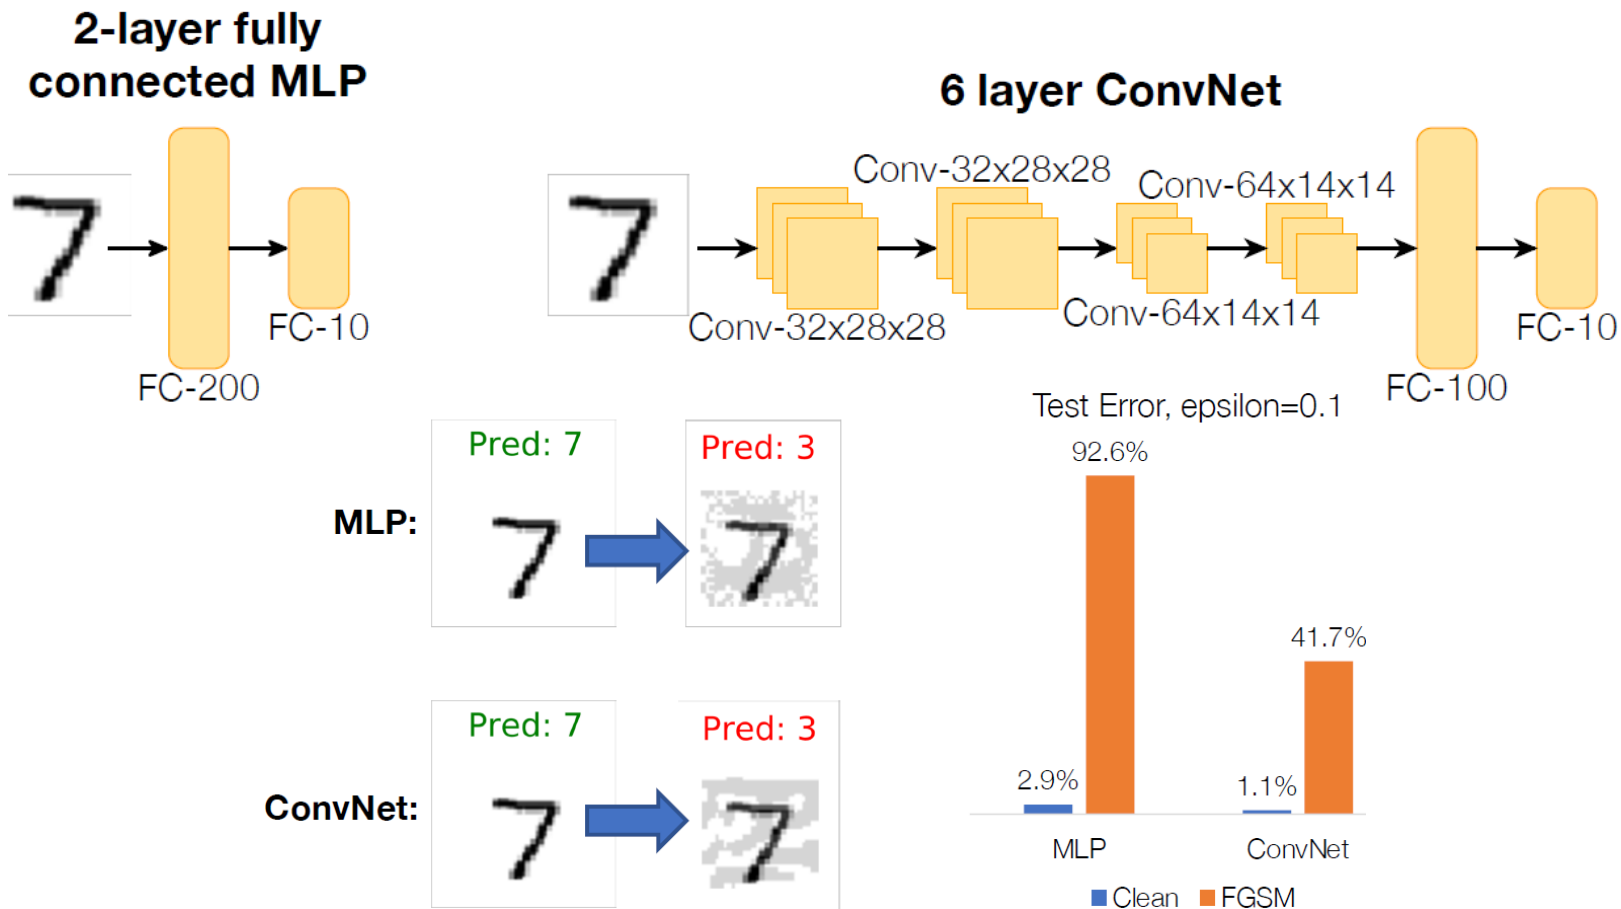 2-layer fully
connected MLP
FC-200
FC-10
6 layer ConvNet
Conv-32x28x28
Conv-32x28x28
Conv-64x14x14
Conv-64x14x14
FC-100
FC-10
MLP:
Pred: 7
Pred: 3
ConvNet:
Pred: 7
Pred: 3
Test Error, epsilon=0.1
92.6%
41.7%
2.9%
1.1%
MLP
ConvNet
Clean
FGSM